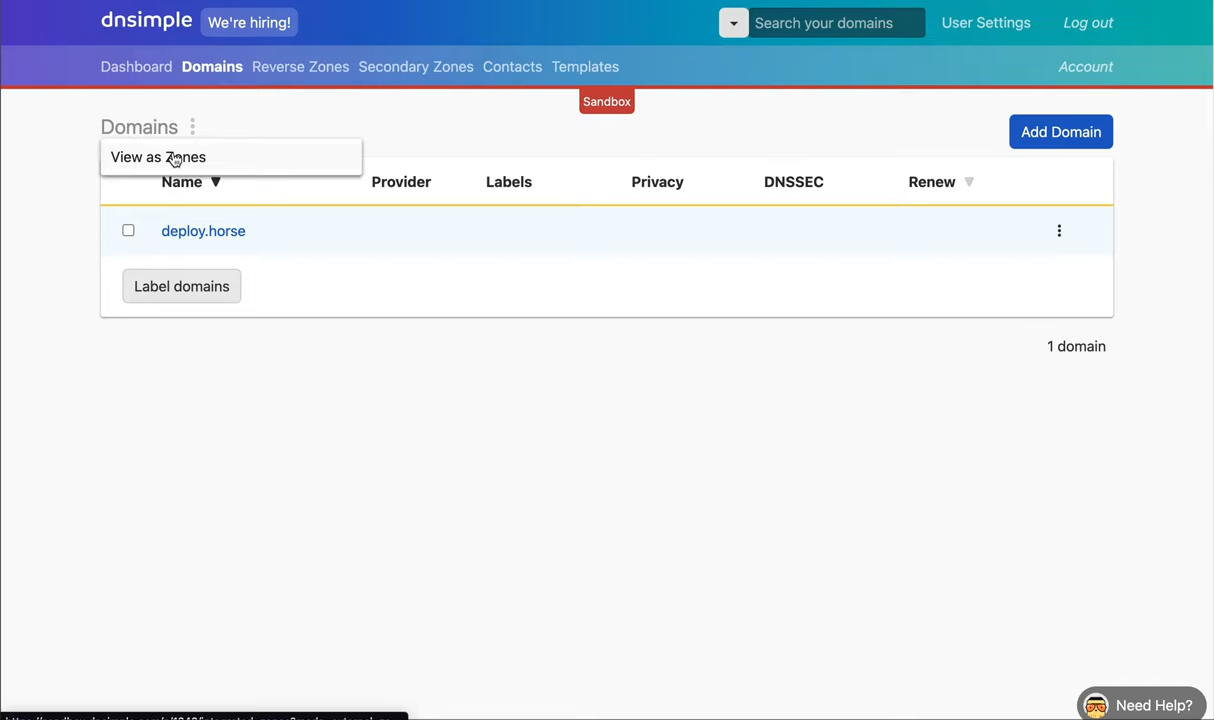 dnsimple We're hiring! Search your domains User Settings Log out
Dashboard Domains Reverse Zones Secondary Zones Contacts Templates Account
Sandbox
Domains
Add Domain
View as Zones
Name ▼ Provider Labels Privacy DNSSEC Renew ▼
deploy.horse
Label domains
1 domain
Need Help?